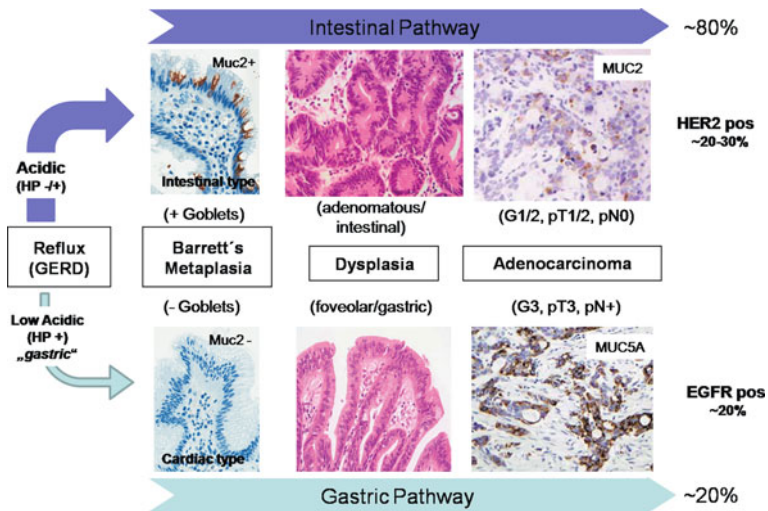 Intestinal Pathway
~80%
Muc2+
Intestinal type
MUC2
HER2 pos
~20-30%
Acidic
(HP -/+)
(+ Goblets)
(adenomatous/
intestinal)
(G1/2, pT1/2, pN0)
Reflux
(GERD)
Barrett´s
Metaplasia
Dysplasia
Adenocarcinoma
(- Goblets)
(foveolar/gastric)
(G3, pT3, pN+)
Low Acidic
(HP +)
„gastric“
Muc2 -
Cardiac type
MUC5A
EGFR pos
~20%
Gastric Pathway
~20%